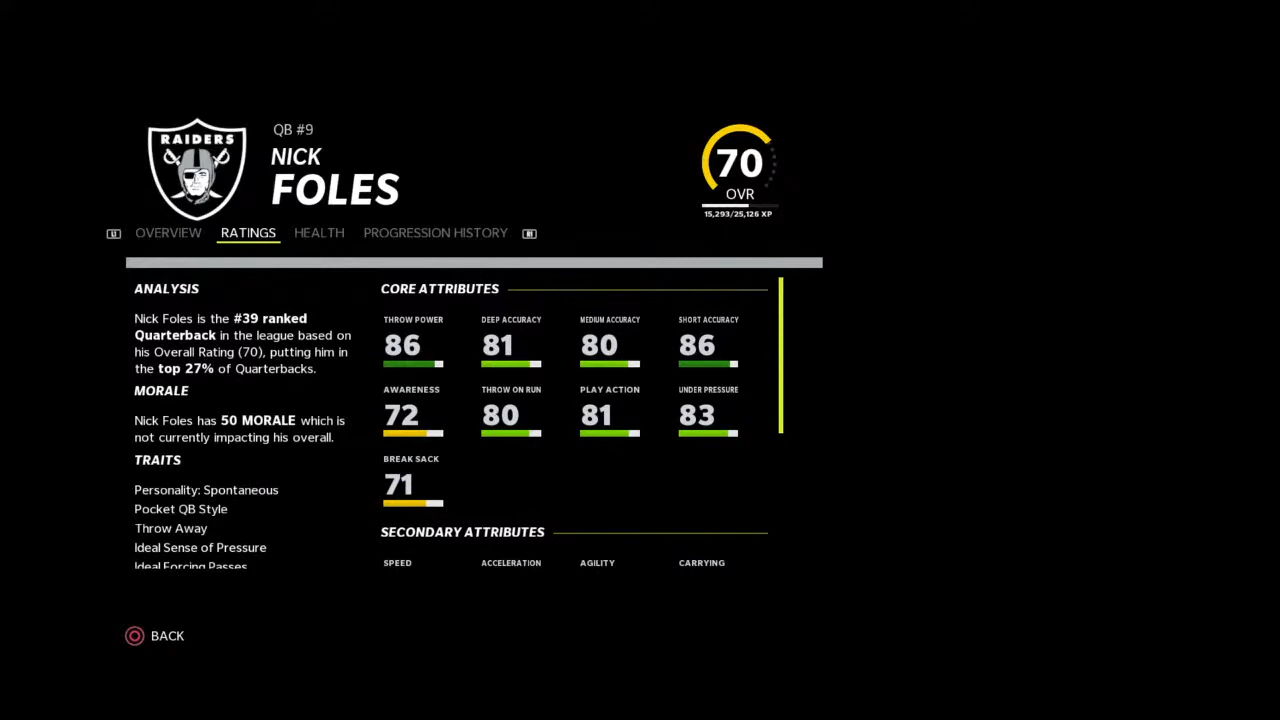 RAIDERS
QB #9
NICK
FOLES
70
OVR
15,293/25,126 XP
L1 OVERVIEW RATINGS HEALTH PROGRESSION HISTORY R1
ANALYSIS
Nick Foles is the #39 ranked
Quarterback in the league based on
his Overall Rating (70), putting him in
the top 27% of Quarterbacks.
MORALE
Nick Foles has 50 MORALE which is
not currently impacting his overall.
TRAITS
Personality: Spontaneous
Pocket QB Style
Throw Away
Ideal Sense of Pressure
Ideal Forcing Passes
CORE ATTRIBUTES
THROW POWER DEEP ACCURACY MEDIUM ACCURACY SHORT ACCURACY
86 81 80 86
AWARENESS THROW ON RUN PLAY ACTION UNDER PRESSURE
72 80 81 83
BREAK SACK
71
SECONDARY ATTRIBUTES
SPEED ACCELERATION AGILITY CARRYING
BACK